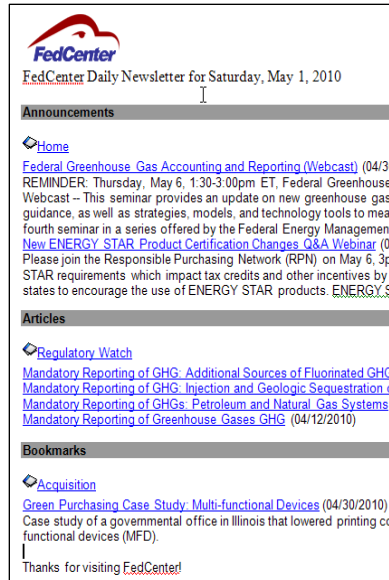 FedCenter
FedCenter Daily Newsletter for Saturday, May 1, 2010
Announcements
Home
Federal Greenhouse Gas Accounting and Reporting (Webcast) (04/3
REMINDER: Thursday, May 6, 1:30-3:00pm ET, Federal Greenhouse
Webcast -- This seminar provides an update on new greenhouse gas
guidance, as well as strategies, models, and technology tools to mea
fourth seminar in a series offered by the Federal Energy Managemen
New ENERGY STAR Product Certification Changes Q&A Webinar (0
Please join the Responsible Purchasing Network (RPN) on May 6, 3p
STAR requirements which impact tax credits and other incentives by
states to encourage the use of ENERGY STAR products. ENERGY S
Articles
Regulatory Watch
Mandatory Reporting of GHG: Additional Sources of Fluorinated GHG
Mandatory Reporting of GHG: Injection and Geologic Sequestration o
Mandatory Reporting of GHGs: Petroleum and Natural Gas Systems
Mandatory Reporting of Greenhouse Gases GHG (04/12/2010)
Bookmarks
Acquisition
Green Purchasing Case Study: Multi-functional Devices (04/30/2010)
Case study of a governmental office in Illinois that lowered printing co
functional devices (MFD).
Thanks for visiting FedCenter!